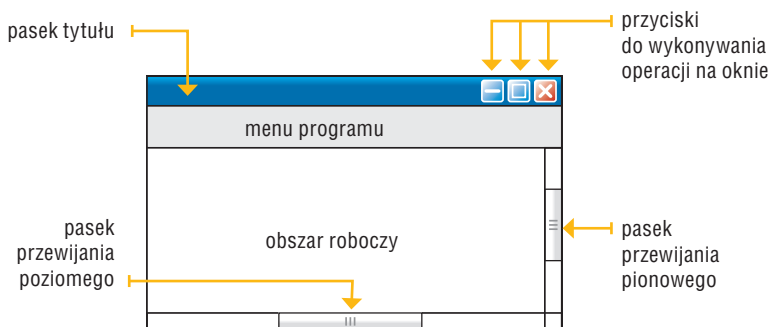 pasek tytułu
przyciski
do wykonywania
operacji na oknie
menu programu
obszar roboczy
pasek
przewijania
poziomego
pasek
przewijania
pionowego